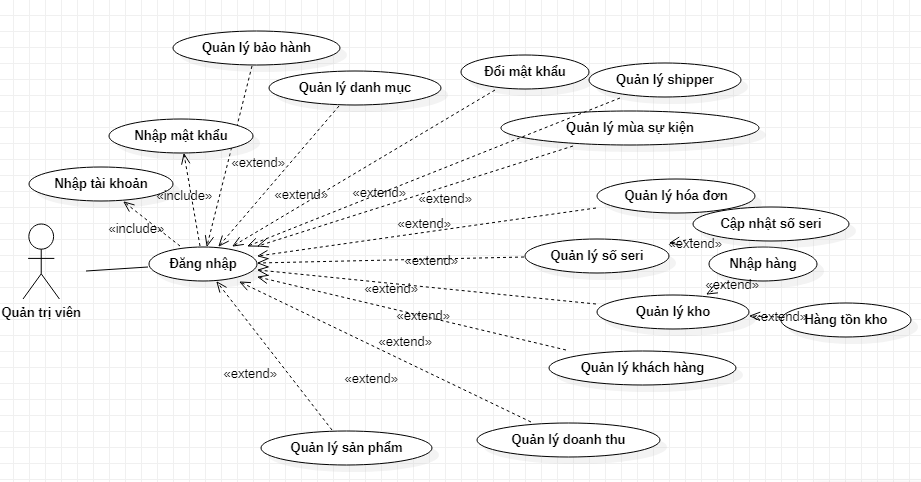 Quản lý bảo hành
Quản lý danh mục
Đổi mật khẩu
Quản lý shipper
Nhập mật khẩu
Quản lý mùa sự kiện
«extend»
Nhập tài khoản
«include»
«extend»
«extend»
«extend»
Quản lý hóa đơn
«include»
«extend»
Cập nhật số seri
«extend»
Đăng nhập
«extend»
Quản lý số seri
Nhập hàng
Quản trị viên
«extend»
«extend»
Quản lý kho
«extend»
«extend»
Hàng tồn kho
«extend»
Quản lý khách hàng
«extend»
«extend»
Quản lý sản phẩm
Quản lý doanh thu